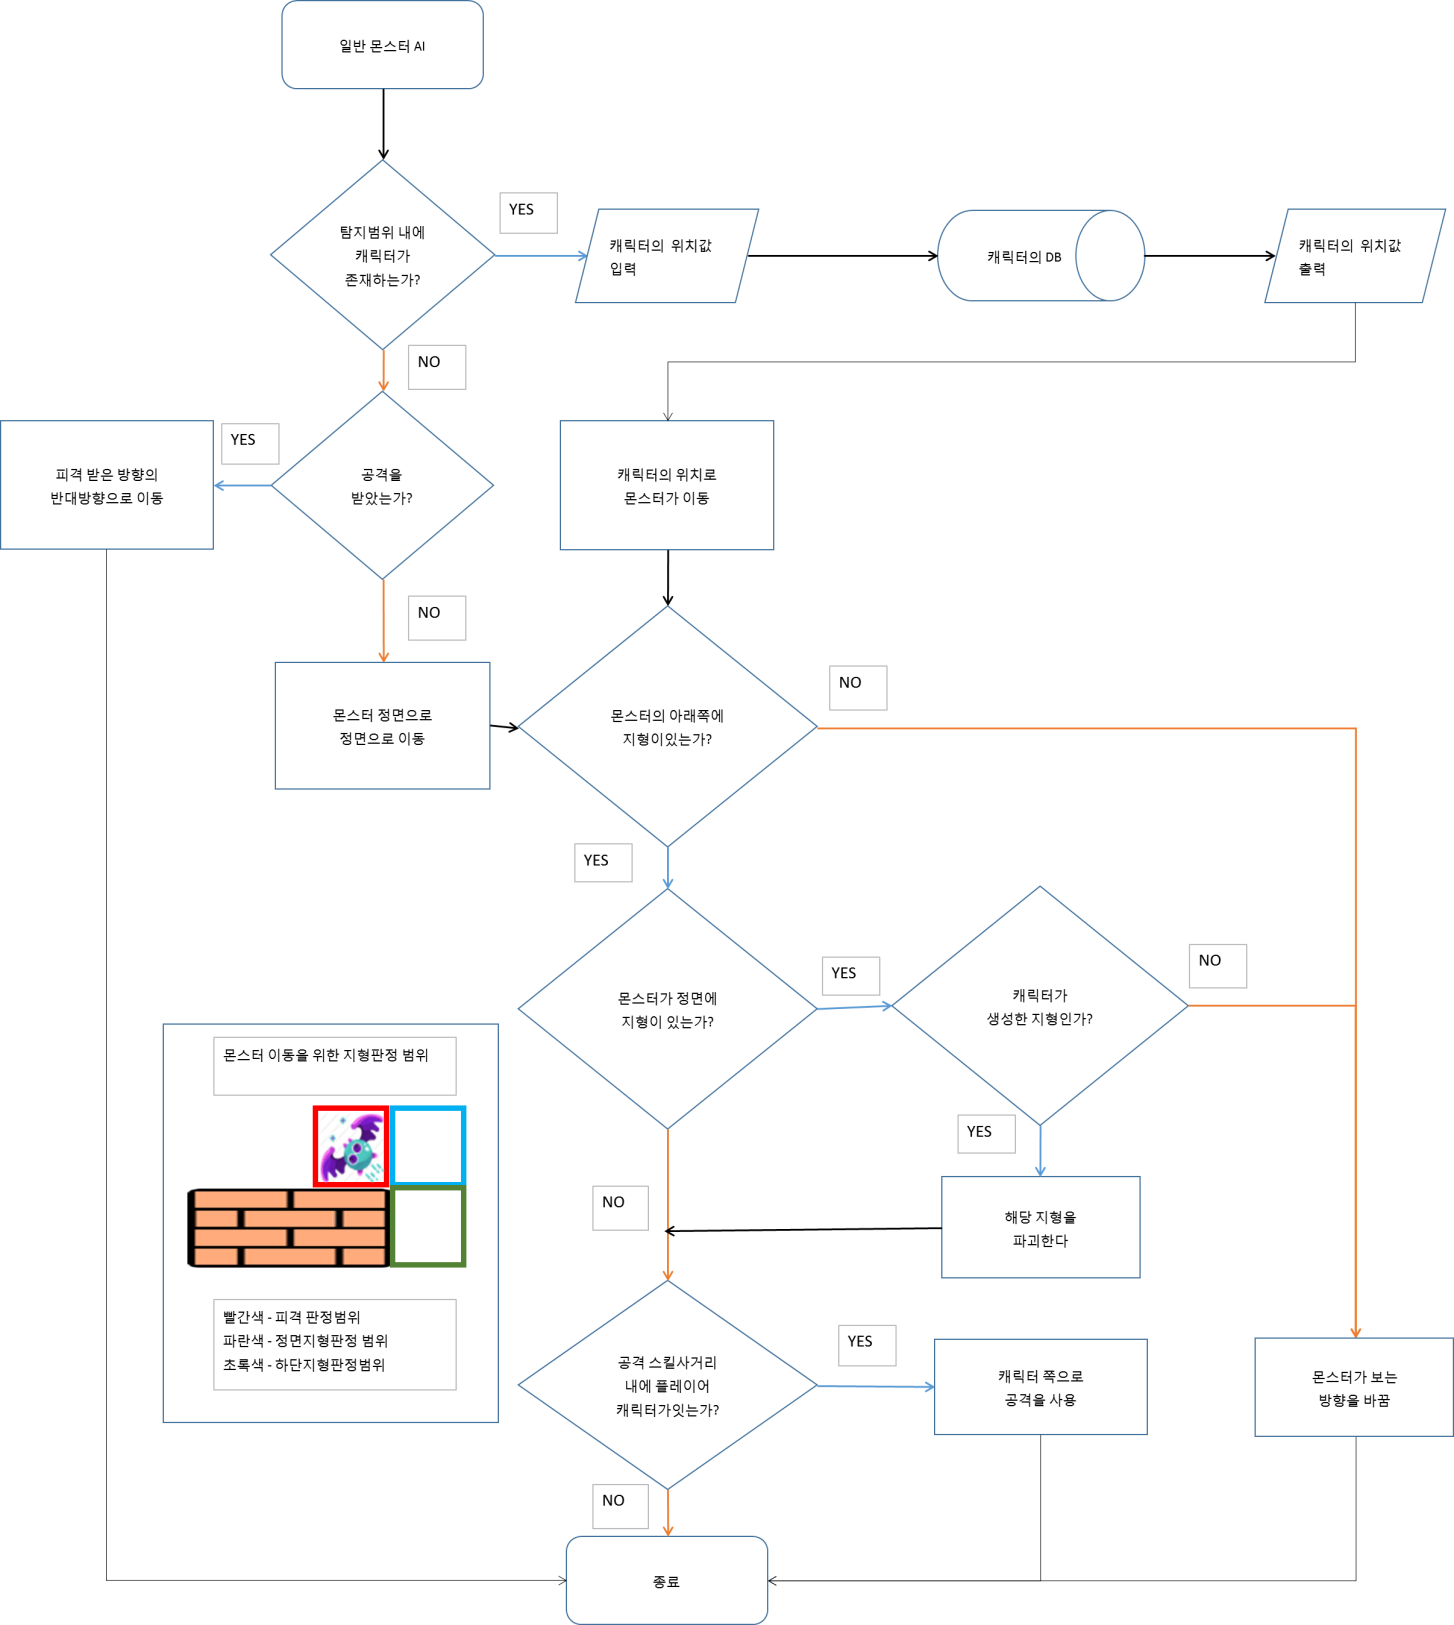 일반 몬스터 AI
탐지범위 내에
캐릭터가
존재하는가?
YES
캐릭터의 위치값
입력
캐릭터의 DB
캐릭터의 위치값
출력
NO
피격 받은 방향의
반대방향으로 이동
YES
공격을
받았는가?
캐릭터의 위치로
몬스터가 이동
NO
몬스터 정면으로
정면으로 이동
몬스터의 아래쪽에
지형이있는가?
NO
YES
몬스터가 정면에
지형이 있는가?
YES
캐릭터가
생성한 지형인가?
NO
몬스터 이동을 위한 지형판정 범위
YES
NO
해당 지형을
파괴한다
빨간색 - 피격 판정범위
파란색 - 정면지형판정 범위
초록색 - 하단지형판정범위
공격 스킬사거리
내에 플레이어
캐릭터가잇는가?
YES
캐릭터 쪽으로
공격을 사용
몬스터가 보는
방향을 바꿈
NO
종료